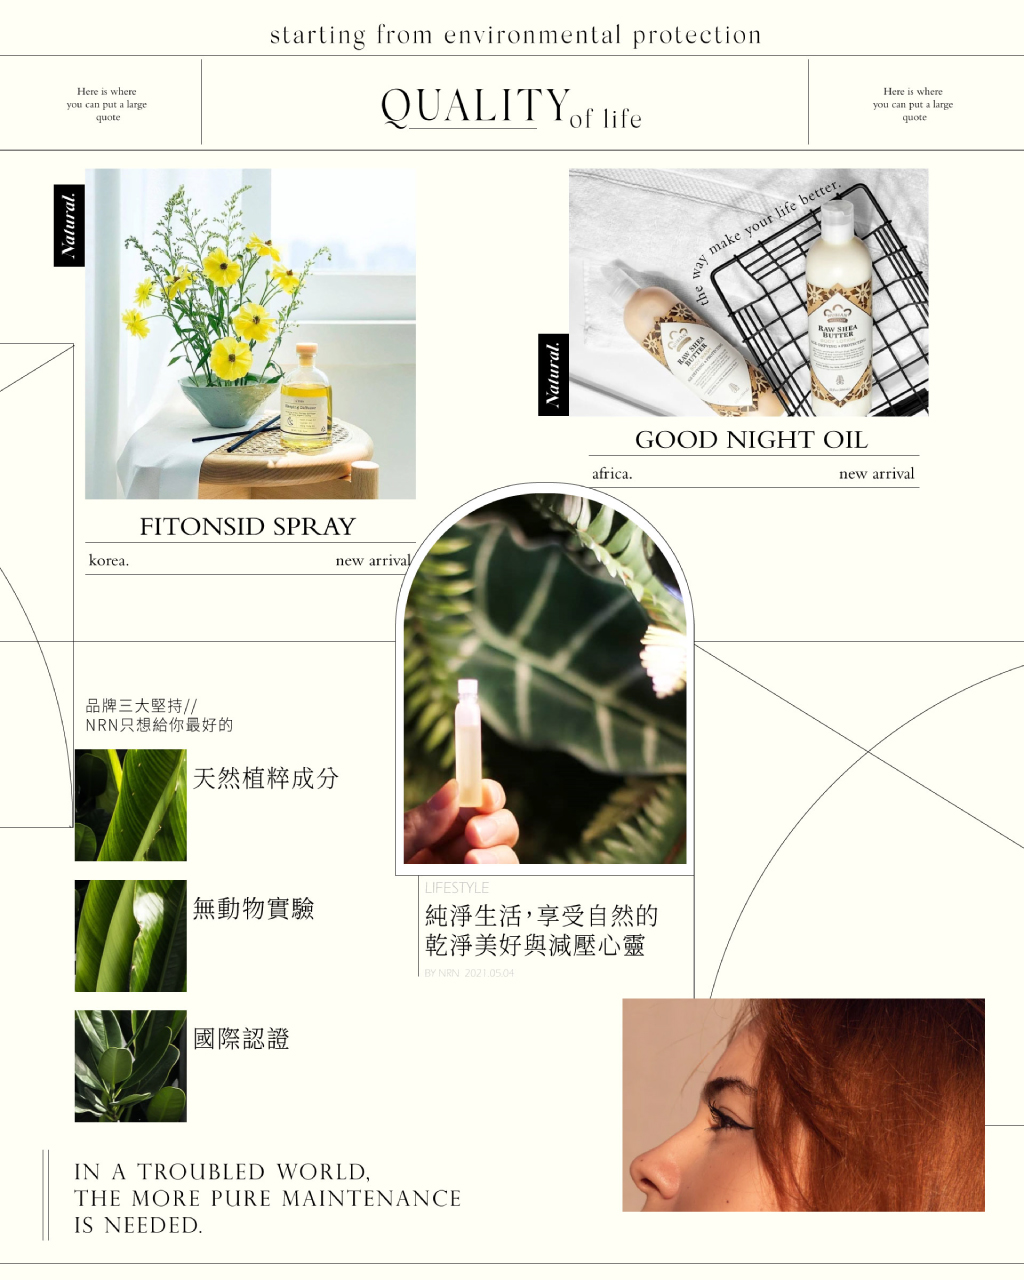 starting from environmental protection
Here is where
you can put a large
quote
QUALITY of life
Here is where
you can put a large
quote
Natural.
the way make your life better.
RAW SHEA
BUTTER
RAW SHEA
BUTTER
Natural.
GOOD NIGHT OIL
africa. new arrival
FITONSID SPRAY
korea. new arrival
品牌三大堅持//
NRN只想給你最好的
天然植粹成分
無動物實驗
國際認證
LIFESTYLE
純淨生活，享受自然的
乾淨美好與減壓心靈
BY NRN 2021.05.04
IN A TROUBLED WORLD,
THE MORE PURE MAINTENANCE
IS NEEDED.